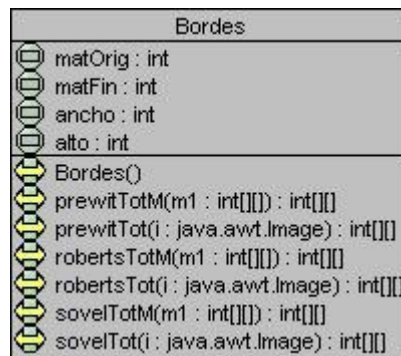 Bordes
matOrig : int
matFin : int
ancho : int
alto : int
Bordes()
prewitTotM(m1 : int[][]) : int[][]
prewitTot(i : java.awt.Image) : int[][]
robertsTotM(m1 : int[][]) : int[][]
robertsTot(i : java.awt.Image) : int[][]
sovelTotM(m1 : int[][]) : int[][]
sovelTot(i : java.awt.Image) : int[][]